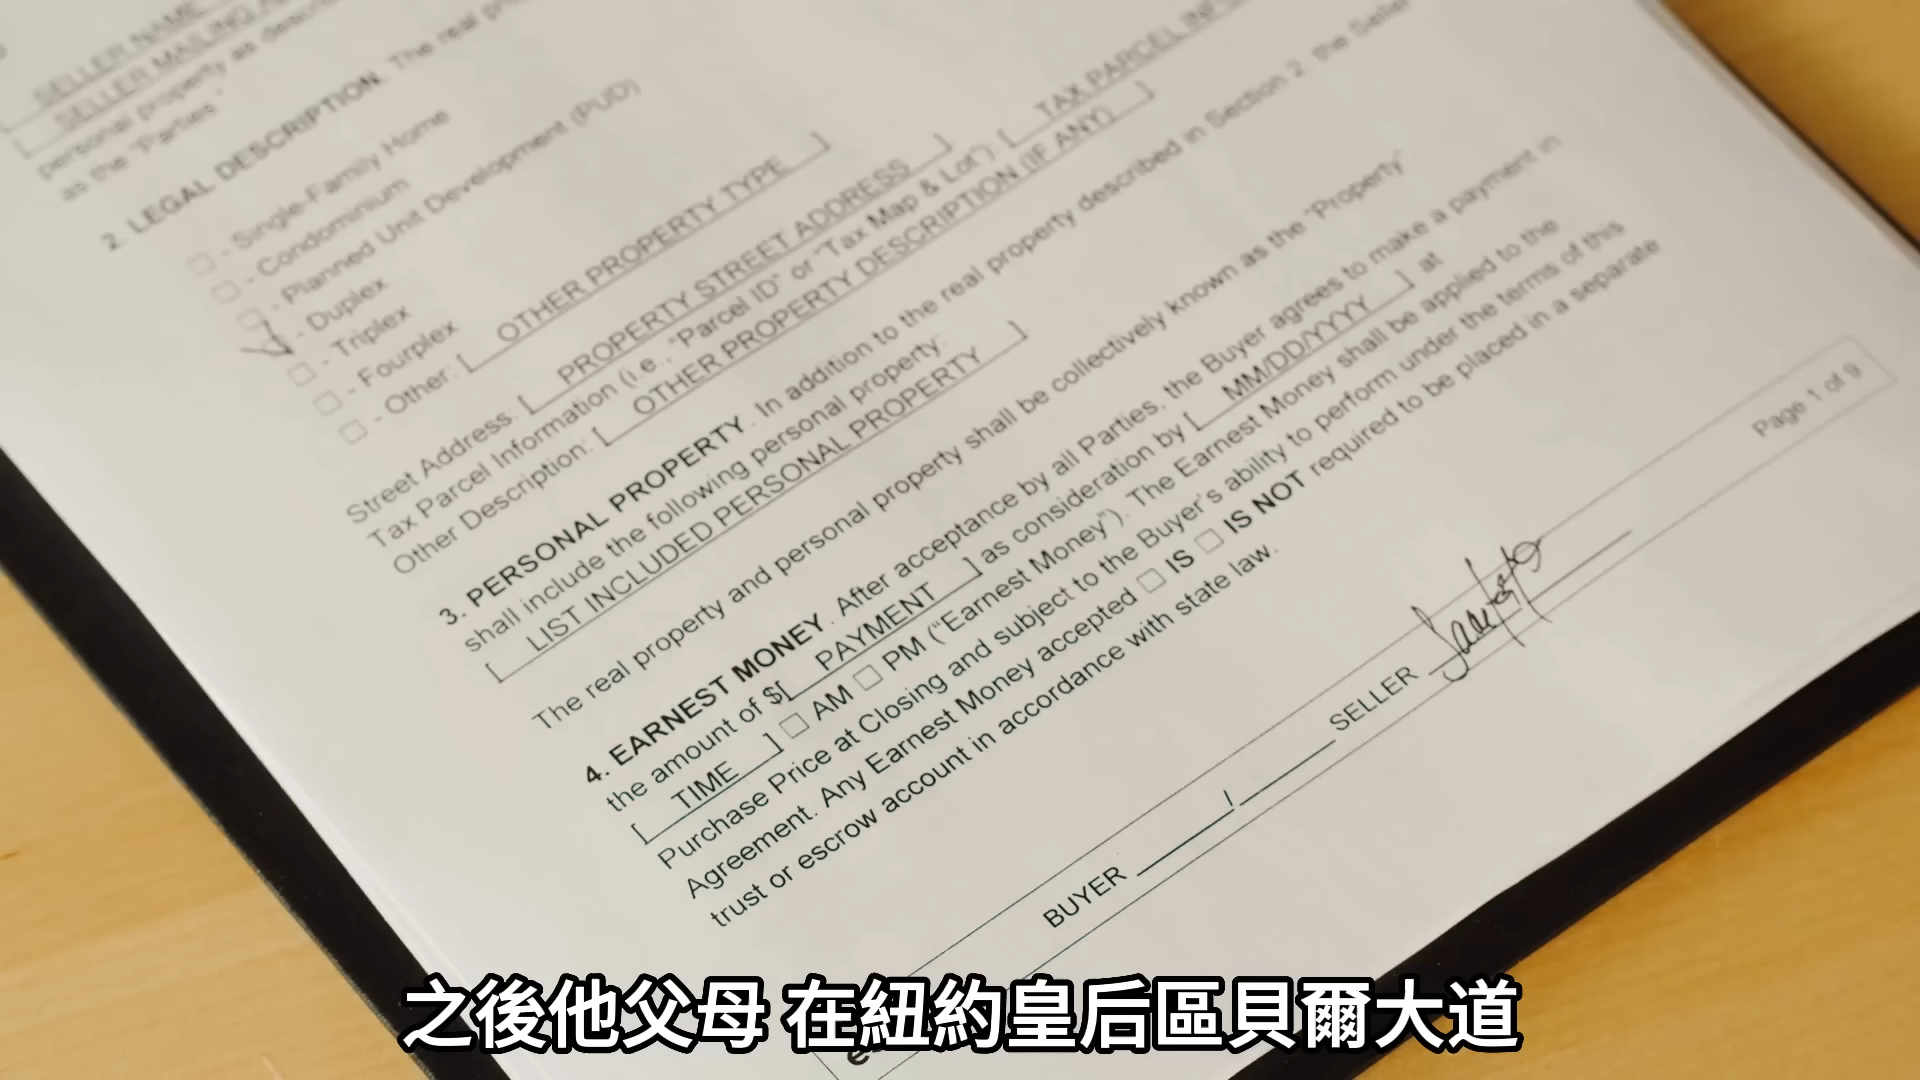 SELLER NAME
SELLER MAILING
personal property as
as the "Parties."
2. LEGAL DESCRIPTION. The real
- Single-Family Home
- Condominium
- Planned Unit Development (PUD)
- Duplex
- Triplex
- Fourplex
- Other: [ OTHER PROPERTY TYPE ]
Street Address: [ PROPERTY STREET ADDRESS ]
Tax Parcel Information (i.e., "Parcel ID" or "Tax Map & Lot") [ TAX PARCEL
Other Description: [ OTHER PROPERTY DESCRIPTION (IF ANY) ]
3. PERSONAL PROPERTY. In addition to the real property described in Section 2, the Seller
shall include the following personal property:
[ LIST INCLUDED PERSONAL PROPERTY ].
The real property and personal property shall be collectively known as the "Property"
4. EARNEST MONEY. After acceptance by all Parties, the Buyer agrees to make a payment in
the amount of $[ PAYMENT ] as consideration by [ MM/DD/YYYY ] at
[ TIME ] ☐ AM ☐ PM ("Earnest Money"). The Earnest Money shall be applied to the
Purchase Price at Closing and subject to the Buyer's ability to perform under the terms of this
Agreement. Any Earnest Money accepted ☐ IS ☐ IS NOT required to be placed in a separate
trust or escrow account in accordance with state law.
BUYER ______ / ______ SELLER
Page 1 of 9
之後他父母 在紐約皇后區貝爾大道